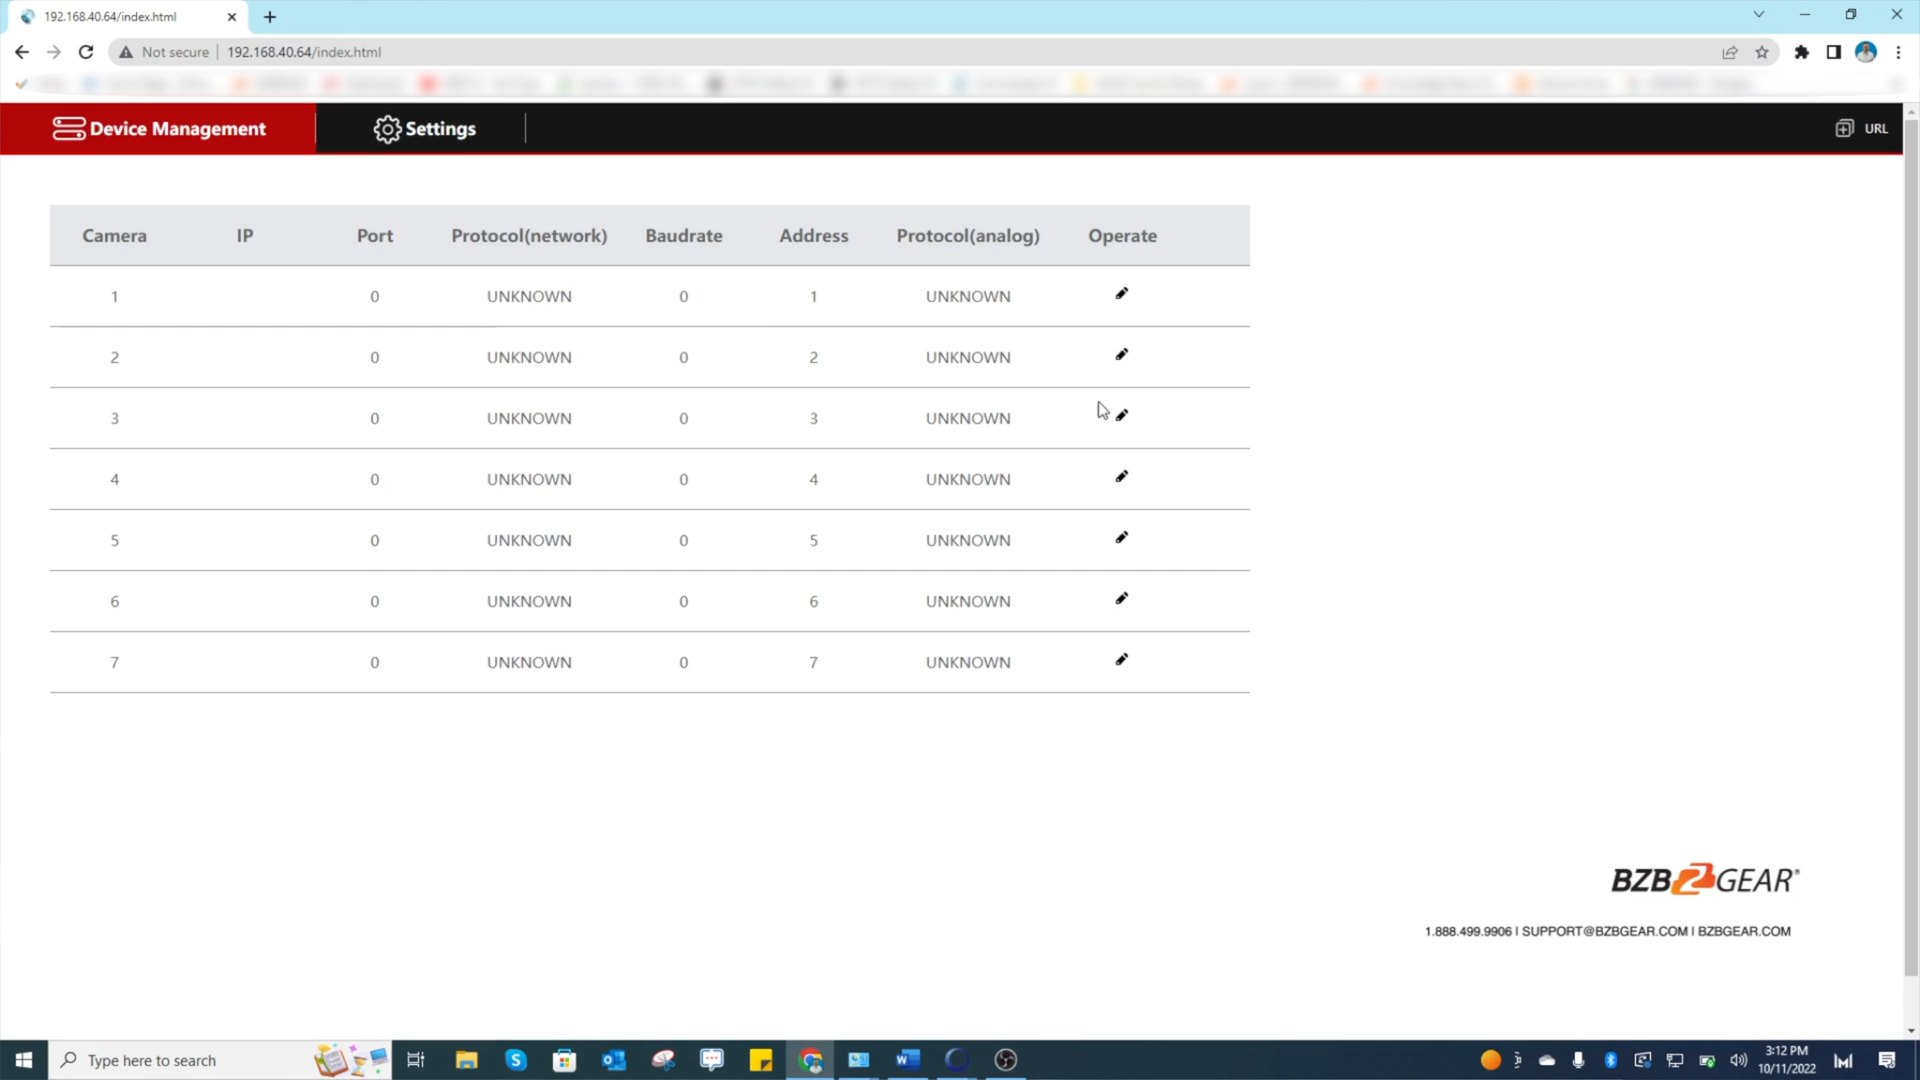 192.168.40.64/index.html
Not secure 192.168.40.64/index.html
Device Management Settings URL
Camera IP Port Protocol(network) Baudrate Address Protocol(analog) Operate
1 0 UNKNOWN 0 1 UNKNOWN
2 0 UNKNOWN 0 2 UNKNOWN
3 0 UNKNOWN 0 3 UNKNOWN
4 0 UNKNOWN 0 4 UNKNOWN
5 0 UNKNOWN 0 5 UNKNOWN
6 0 UNKNOWN 0 6 UNKNOWN
7 0 UNKNOWN 0 7 UNKNOWN
BZBGEAR®
1.888.499.9906 | SUPPORT@BZBGEAR.COM | BZBGEAR.COM
Type here to search
3:12 PM
10/11/2022